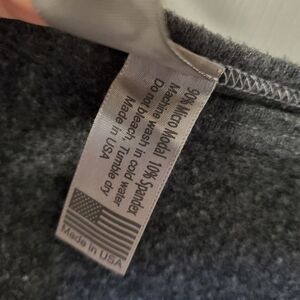 90% Micro Modal 10% Spandex
Machine wash in cold water
Do not bleach, Tumble dry
Made in USA
Made in USA